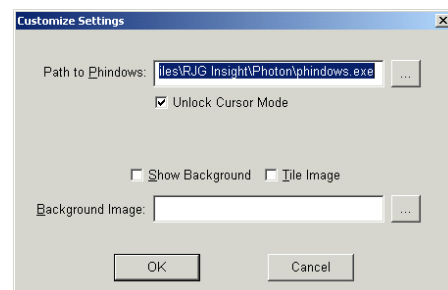 Customize Settings
Path to Phindows: iles\RJG Insight\Photon\phindows.exe ...
Unlock Cursor Mode
Show Background Tile Image
Background Image: ...
OK Cancel